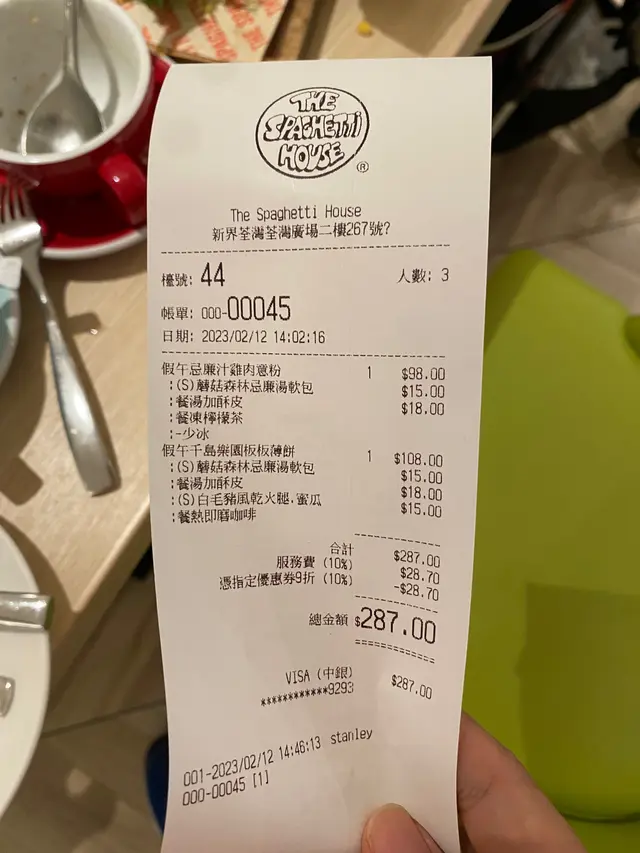 THE
SPAGHETTI
HOUSE
®
The Spaghetti House
新界荃灣荃灣廣場二樓267號?
檯號: 44 人數: 3
帳單: 000-00045
日期: 2023/02/12 14:02:16
假午忌廉汁雞肉意粉 1 $98.00
:(S)蘑菇森林忌廉湯軟包 $15.00
:餐湯加酥皮 $18.00
:餐凍檸檬茶
:-少冰
假午千島樂園板板薄餅 1 $108.00
:(S)蘑菇森林忌廉湯軟包 $15.00
:餐湯加酥皮 $18.00
:(S)白毛豬風乾火腿.蜜瓜 $15.00
:餐熱即磨咖啡
合計 $287.00
服務費 (10%) $28.70
憑指定優惠券9折 (10%) -$28.70
總金額 $287.00
VISA (中銀) $287.00
************9293
001-2023/02/12 14:46:13 stanley
000-00045 [1]